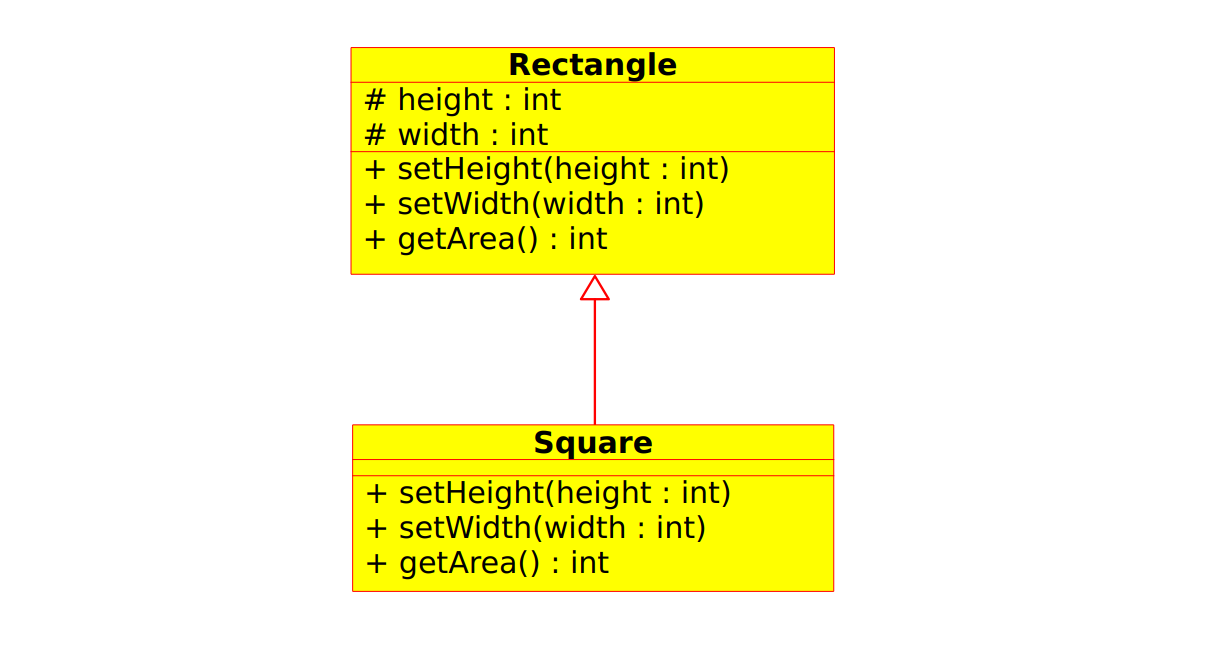 Rectangle
# height : int
# width : int
+ setHeight(height : int)
+ setWidth(width : int)
+ getArea() : int
Square
+ setHeight(height : int)
+ setWidth(width : int)
+ getArea() : int